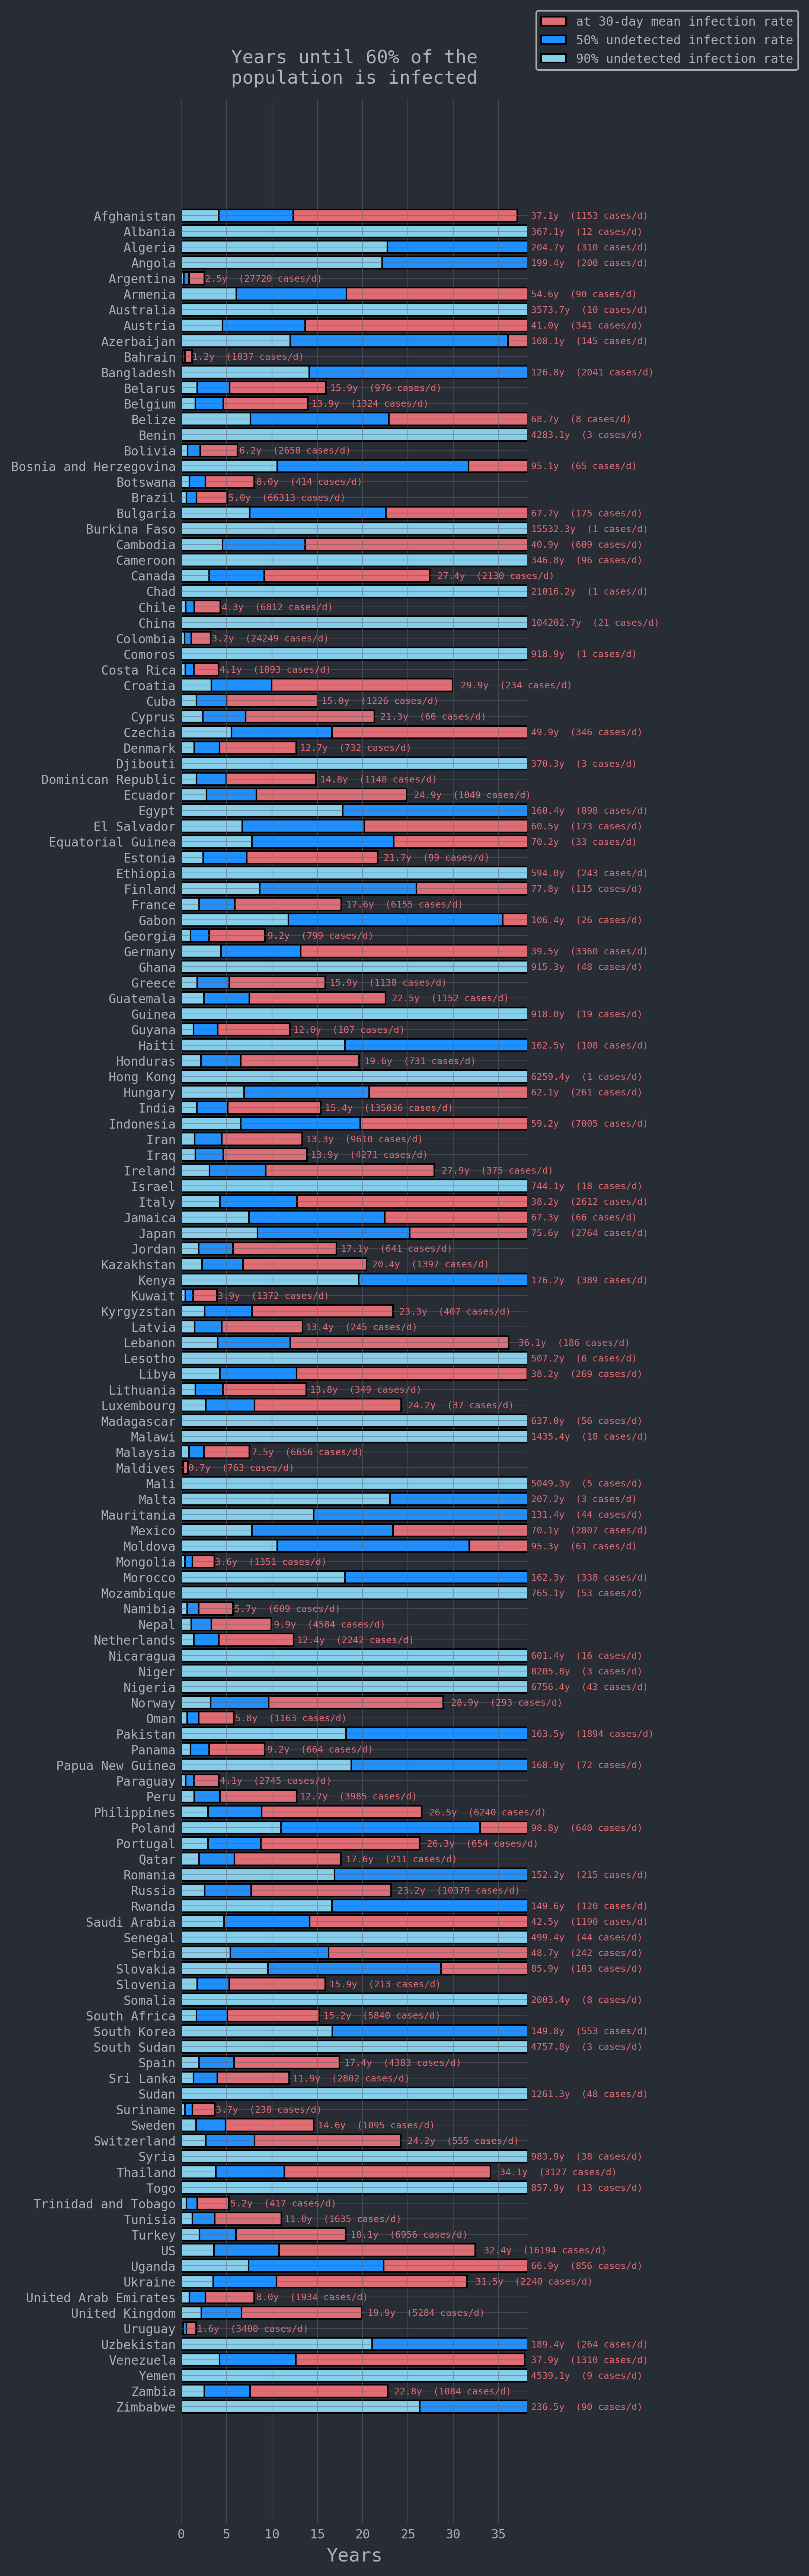 at 30-day mean infection rate
50% undetected infection rate
90% undetected infection rate
Years until 60% of the
population is infected
Afghanistan 37.1y (1153 cases/d)
Albania 367.1y (12 cases/d)
Algeria 204.7y (310 cases/d)
Angola 199.4y (200 cases/d)
Argentina 2.5y (27720 cases/d)
Armenia 54.6y (90 cases/d)
Australia 3573.7y (10 cases/d)
Austria 41.0y (341 cases/d)
Azerbaijan 108.1y (145 cases/d)
Bahrain 1.2y (1837 cases/d)
Bangladesh 126.8y (2041 cases/d)
Belarus 15.9y (976 cases/d)
Belgium 13.9y (1324 cases/d)
Belize 68.7y (8 cases/d)
Benin 4283.1y (3 cases/d)
Bolivia 6.2y (2658 cases/d)
Bosnia and Herzegovina 95.1y (65 cases/d)
Botswana 8.0y (414 cases/d)
Brazil 5.0y (66313 cases/d)
Bulgaria 67.7y (175 cases/d)
Burkina Faso 15532.3y (1 cases/d)
Cambodia 40.9y (609 cases/d)
Cameroon 346.8y (96 cases/d)
Canada 27.4y (2130 cases/d)
Chad 21016.2y (1 cases/d)
Chile 4.3y (6812 cases/d)
China 104202.7y (21 cases/d)
Colombia 3.2y (24249 cases/d)
Comoros 918.9y (1 cases/d)
Costa Rica 4.1y (1893 cases/d)
Croatia 29.9y (234 cases/d)
Cuba 15.0y (1226 cases/d)
Cyprus 21.3y (66 cases/d)
Czechia 49.9y (346 cases/d)
Denmark 12.7y (732 cases/d)
Djibouti 370.3y (3 cases/d)
Dominican Republic 14.8y (1148 cases/d)
Ecuador 24.9y (1049 cases/d)
Egypt 160.4y (898 cases/d)
El Salvador 60.5y (173 cases/d)
Equatorial Guinea 70.2y (33 cases/d)
Estonia 21.7y (99 cases/d)
Ethiopia 594.0y (243 cases/d)
Finland 77.8y (115 cases/d)
France 17.6y (6155 cases/d)
Gabon 106.4y (26 cases/d)
Georgia 9.2y (799 cases/d)
Germany 39.5y (3360 cases/d)
Ghana 915.3y (48 cases/d)
Greece 15.9y (1138 cases/d)
Guatemala 22.5y (1152 cases/d)
Guinea 918.0y (19 cases/d)
Guyana 12.0y (107 cases/d)
Haiti 162.5y (108 cases/d)
Honduras 19.6y (731 cases/d)
Hong Kong 6259.4y (1 cases/d)
Hungary 62.1y (261 cases/d)
India 15.4y (135036 cases/d)
Indonesia 59.2y (7005 cases/d)
Iran 13.3y (9610 cases/d)
Iraq 13.9y (4271 cases/d)
Ireland 27.9y (375 cases/d)
Israel 744.1y (18 cases/d)
Italy 38.2y (2612 cases/d)
Jamaica 67.3y (66 cases/d)
Japan 75.6y (2764 cases/d)
Jordan 17.1y (641 cases/d)
Kazakhstan 20.4y (1397 cases/d)
Kenya 176.2y (389 cases/d)
Kuwait 3.9y (1372 cases/d)
Kyrgyzstan 23.3y (407 cases/d)
Latvia 13.4y (245 cases/d)
Lebanon 36.1y (186 cases/d)
Lesotho 507.2y (6 cases/d)
Libya 38.2y (269 cases/d)
Lithuania 13.8y (349 cases/d)
Luxembourg 24.2y (37 cases/d)
Madagascar 637.0y (56 cases/d)
Malawi 1435.4y (18 cases/d)
Malaysia 7.5y (6656 cases/d)
Maldives 0.7y (763 cases/d)
Mali 5049.3y (5 cases/d)
Malta 207.2y (3 cases/d)
Mauritania 131.4y (44 cases/d)
Mexico 70.1y (2807 cases/d)
Moldova 95.3y (61 cases/d)
Mongolia 3.6y (1351 cases/d)
Morocco 162.3y (338 cases/d)
Mozambique 765.1y (53 cases/d)
Namibia 5.7y (609 cases/d)
Nepal 9.9y (4584 cases/d)
Netherlands 12.4y (2242 cases/d)
Nicaragua 601.4y (16 cases/d)
Niger 8205.8y (3 cases/d)
Nigeria 6756.4y (43 cases/d)
Norway 28.9y (293 cases/d)
Oman 5.8y (1163 cases/d)
Pakistan 163.5y (1894 cases/d)
Panama 9.2y (664 cases/d)
Papua New Guinea 168.9y (72 cases/d)
Paraguay 4.1y (2745 cases/d)
Peru 12.7y (3985 cases/d)
Philippines 26.5y (6240 cases/d)
Poland 98.8y (640 cases/d)
Portugal 26.3y (654 cases/d)
Qatar 17.6y (211 cases/d)
Romania 152.2y (215 cases/d)
Russia 23.2y (10379 cases/d)
Rwanda 149.6y (120 cases/d)
Saudi Arabia 42.5y (1190 cases/d)
Senegal 499.4y (44 cases/d)
Serbia 48.7y (242 cases/d)
Slovakia 85.9y (103 cases/d)
Slovenia 15.9y (213 cases/d)
Somalia 2003.4y (8 cases/d)
South Africa 15.2y (5840 cases/d)
South Korea 149.8y (553 cases/d)
South Sudan 4757.8y (3 cases/d)
Spain 17.4y (4383 cases/d)
Sri Lanka 11.9y (2802 cases/d)
Sudan 1261.3y (48 cases/d)
Suriname 3.7y (238 cases/d)
Sweden 14.6y (1095 cases/d)
Switzerland 24.2y (555 cases/d)
Syria 983.9y (38 cases/d)
Thailand 34.1y (3127 cases/d)
Togo 857.9y (13 cases/d)
Trinidad and Tobago 5.2y (417 cases/d)
Tunisia 11.0y (1635 cases/d)
Turkey 18.1y (6956 cases/d)
US 32.4y (16194 cases/d)
Uganda 66.9y (856 cases/d)
Ukraine 31.5y (2240 cases/d)
United Arab Emirates 8.0y (1934 cases/d)
United Kingdom 19.9y (5284 cases/d)
Uruguay 1.6y (3400 cases/d)
Uzbekistan 189.4y (264 cases/d)
Venezuela 37.9y (1310 cases/d)
Yemen 4539.1y (9 cases/d)
Zambia 22.8y (1084 cases/d)
Zimbabwe 236.5y (90 cases/d)
0 5 10 15 20 25 30 35
Years